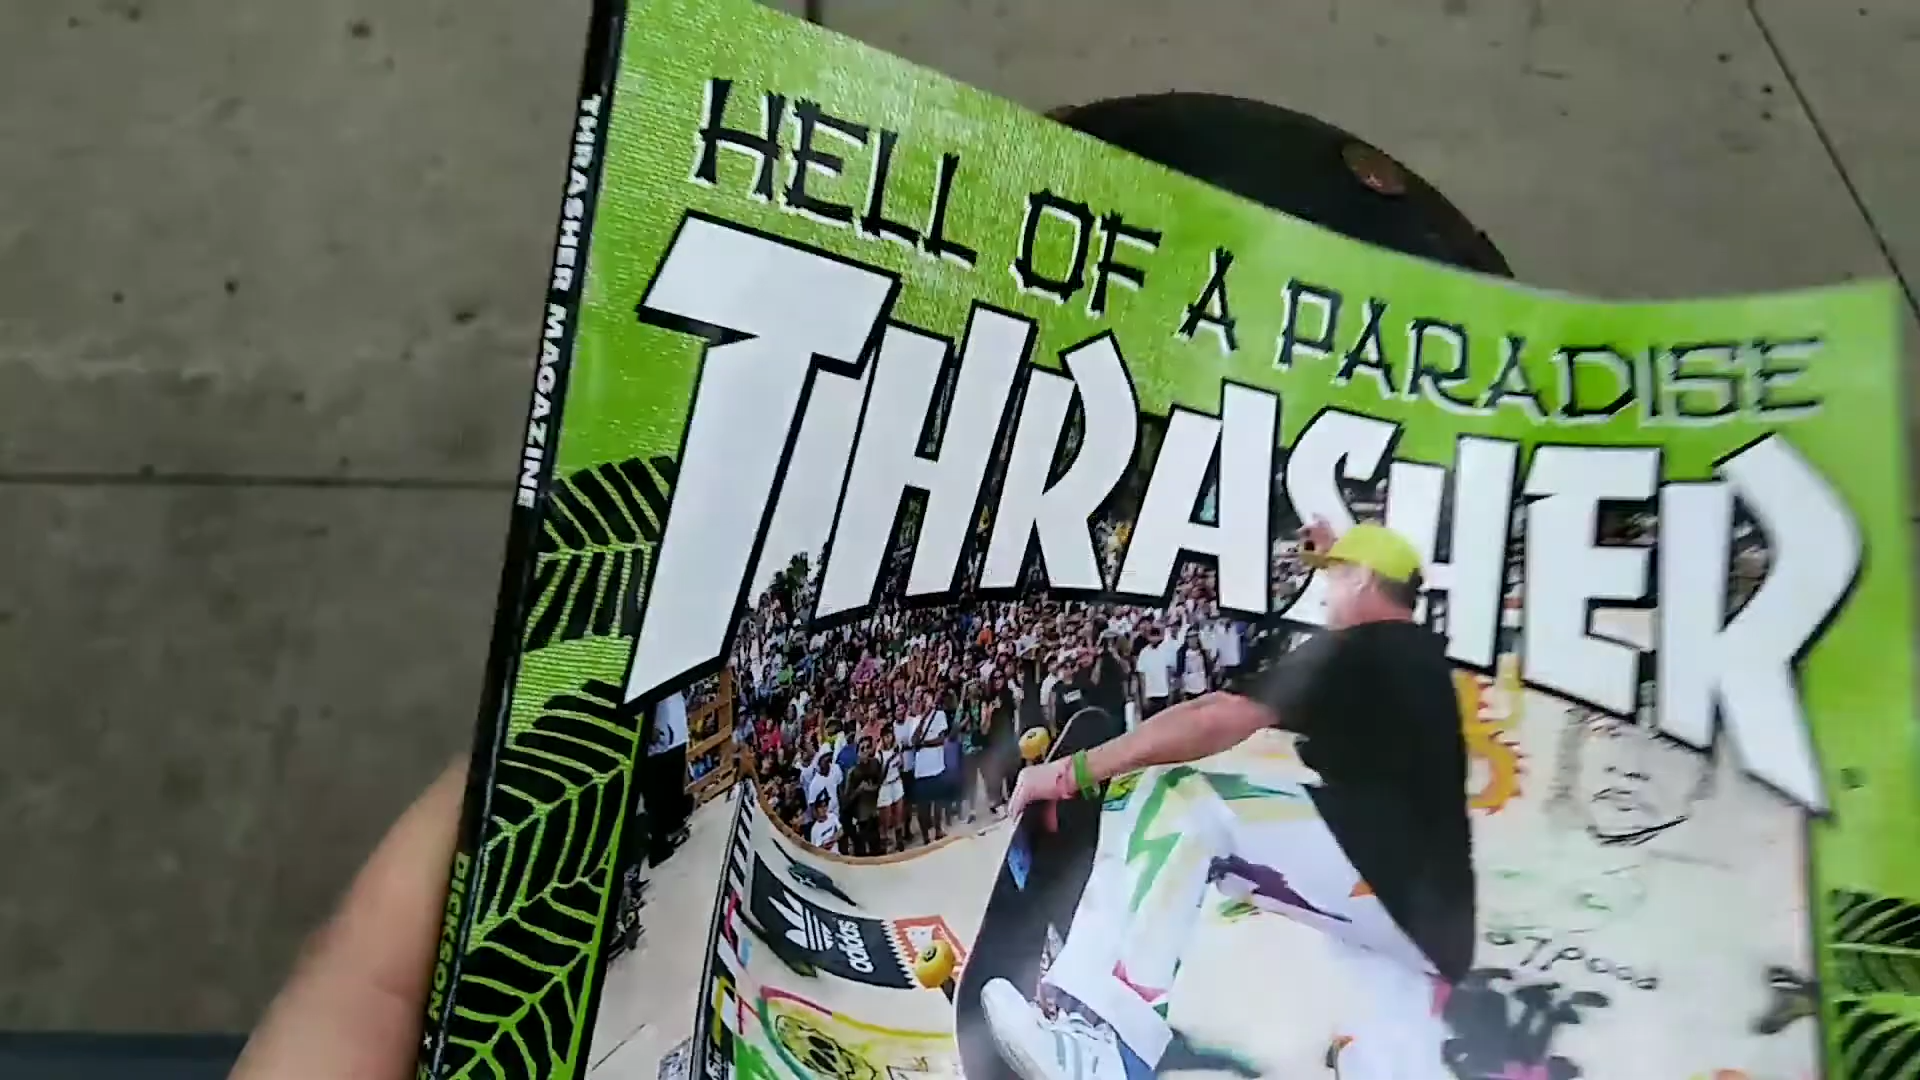 HELL OF A PARADISE
THRASHER
THRASHER MAGAZINE
DICKSON x
adidas